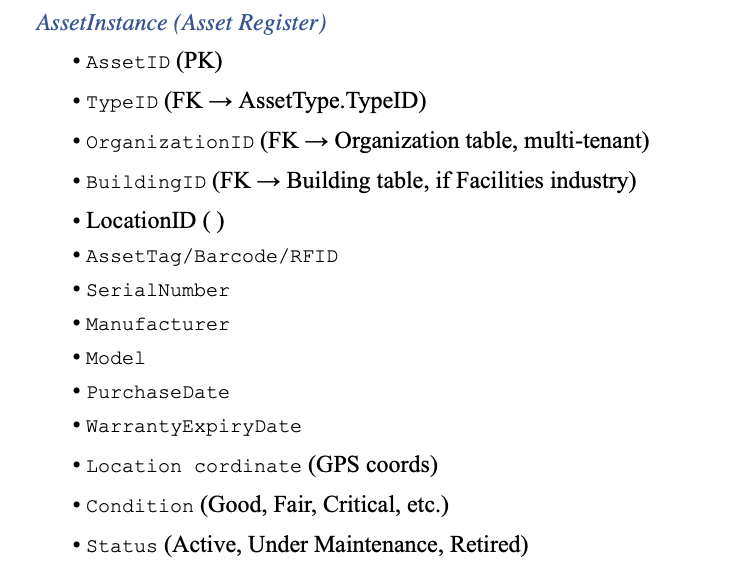 AssetInstance (Asset Register)
• AssetID (PK)
• TypeID (FK → AssetType.TypeID)
• OrganizationID (FK → Organization table, multi-tenant)
• BuildingID (FK → Building table, if Facilities industry)
• LocationID ( )
• AssetTag/Barcode/RFID
• SerialNumber
• Manufacturer
• Model
• PurchaseDate
• WarrantyExpiryDate
• Location cordinate (GPS coords)
• Condition (Good, Fair, Critical, etc.)
• Status (Active, Under Maintenance, Retired)